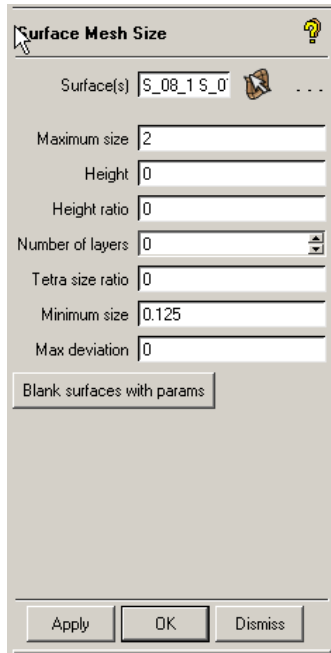 Surface Mesh Size
Surface(s) S_08_1 S_0 ...
Maximum size 2
Height 0
Height ratio 0
Number of layers 0
Tetra size ratio 0
Minimum size 0.125
Max deviation 0
Blank surfaces with params
Apply OK Dismiss